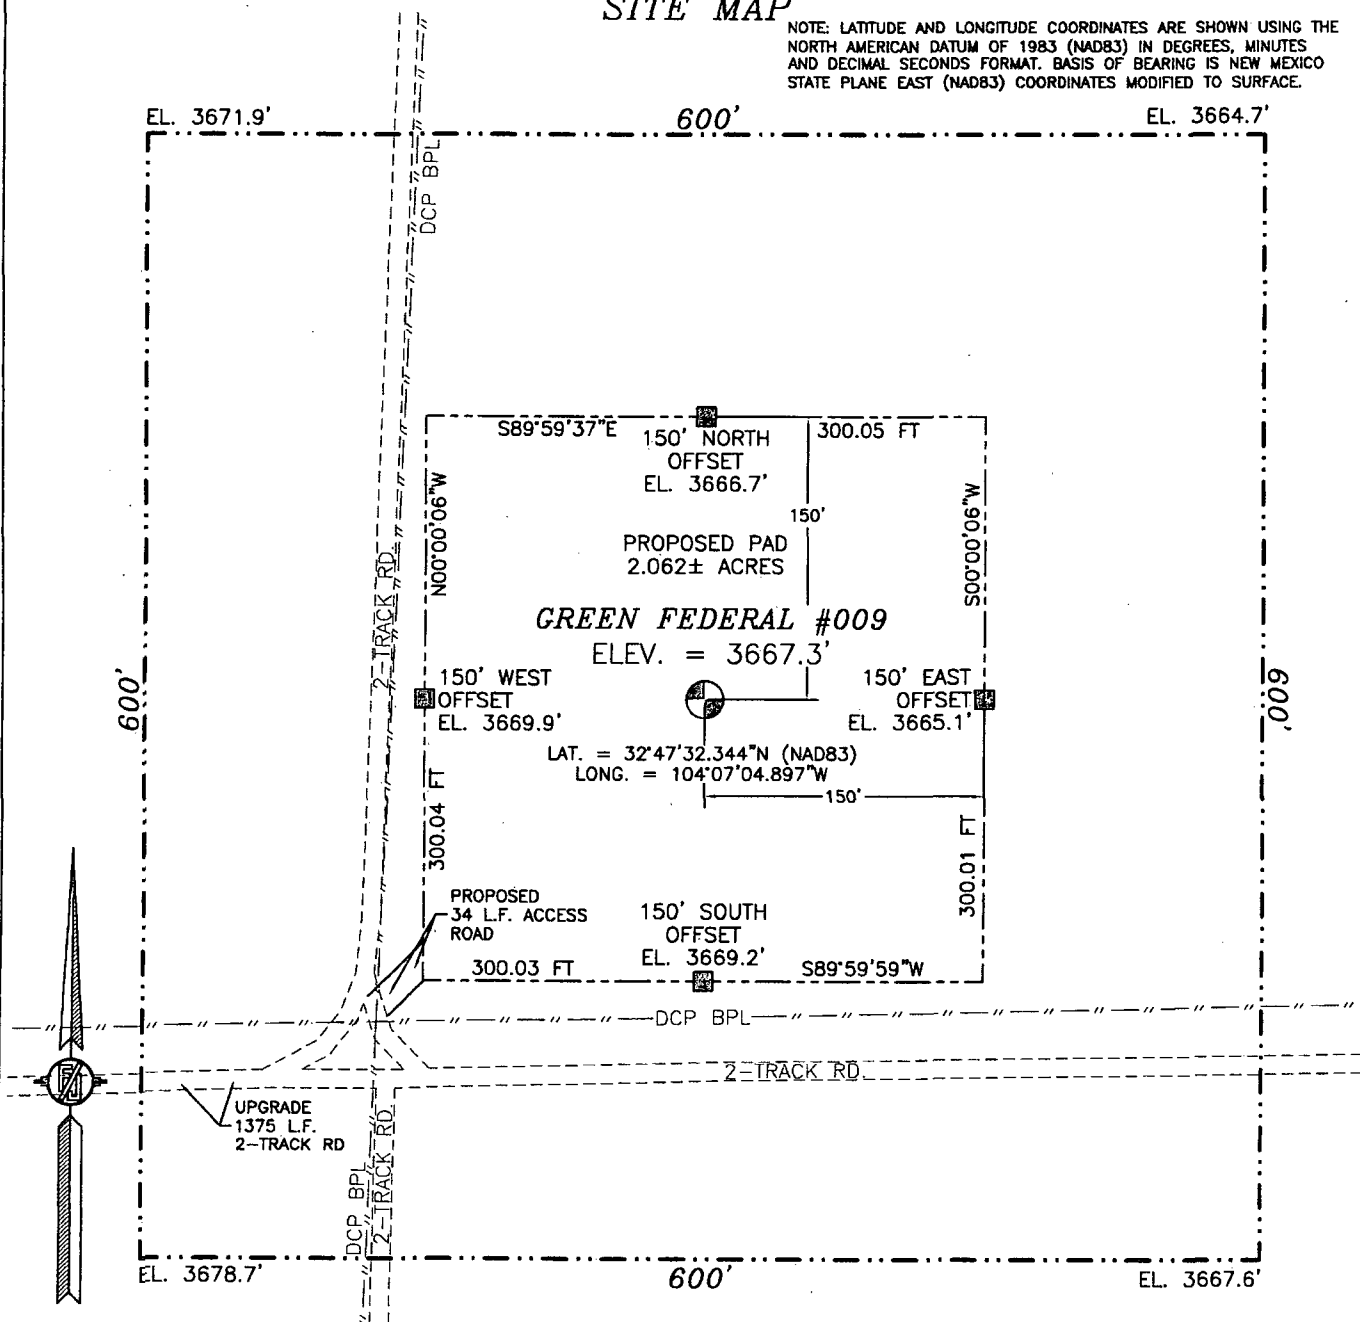 SITE MAP
NOTE: LATITUDE AND LONGITUDE COORDINATES ARE SHOWN USING THE
NORTH AMERICAN DATUM OF 1983 (NAD83) IN DEGREES, MINUTES
AND DECIMAL SECONDS FORMAT. BASIS OF BEARING IS NEW MEXICO
STATE PLANE EAST (NAD83) COORDINATES MODIFIED TO SURFACE.
EL. 3671.9'
600'
EL. 3664.7'
DCP BPL
S89°59'37"E
300.05 FT
150' NORTH
OFFSET
EL. 3666.7'
N00°00'06"W
S00°00'06"W
150'
PROPOSED PAD
2.062± ACRES
2-TRACK RD.
GREEN FEDERAL #009
ELEV. = 3667.3'
600'
150' WEST
OFFSET
EL. 3669.9'
150' EAST
OFFSET
EL. 3665.1'
600'
LAT. = 32°47'32.344"N (NAD83)
LONG. = 104°07'04.897"W
150'
300.04 FT
300.01 FT
PROPOSED
34 L.F. ACCESS
ROAD
150' SOUTH
OFFSET
EL. 3669.2'
300.03 FT
S89°59'59"W
DCP BPL
2-TRACK RD.
UPGRADE
1375 L.F.
2-TRACK RD
DCP BPL
2-TRACK RD.
EL. 3678.7'
600'
EL. 3667.6'